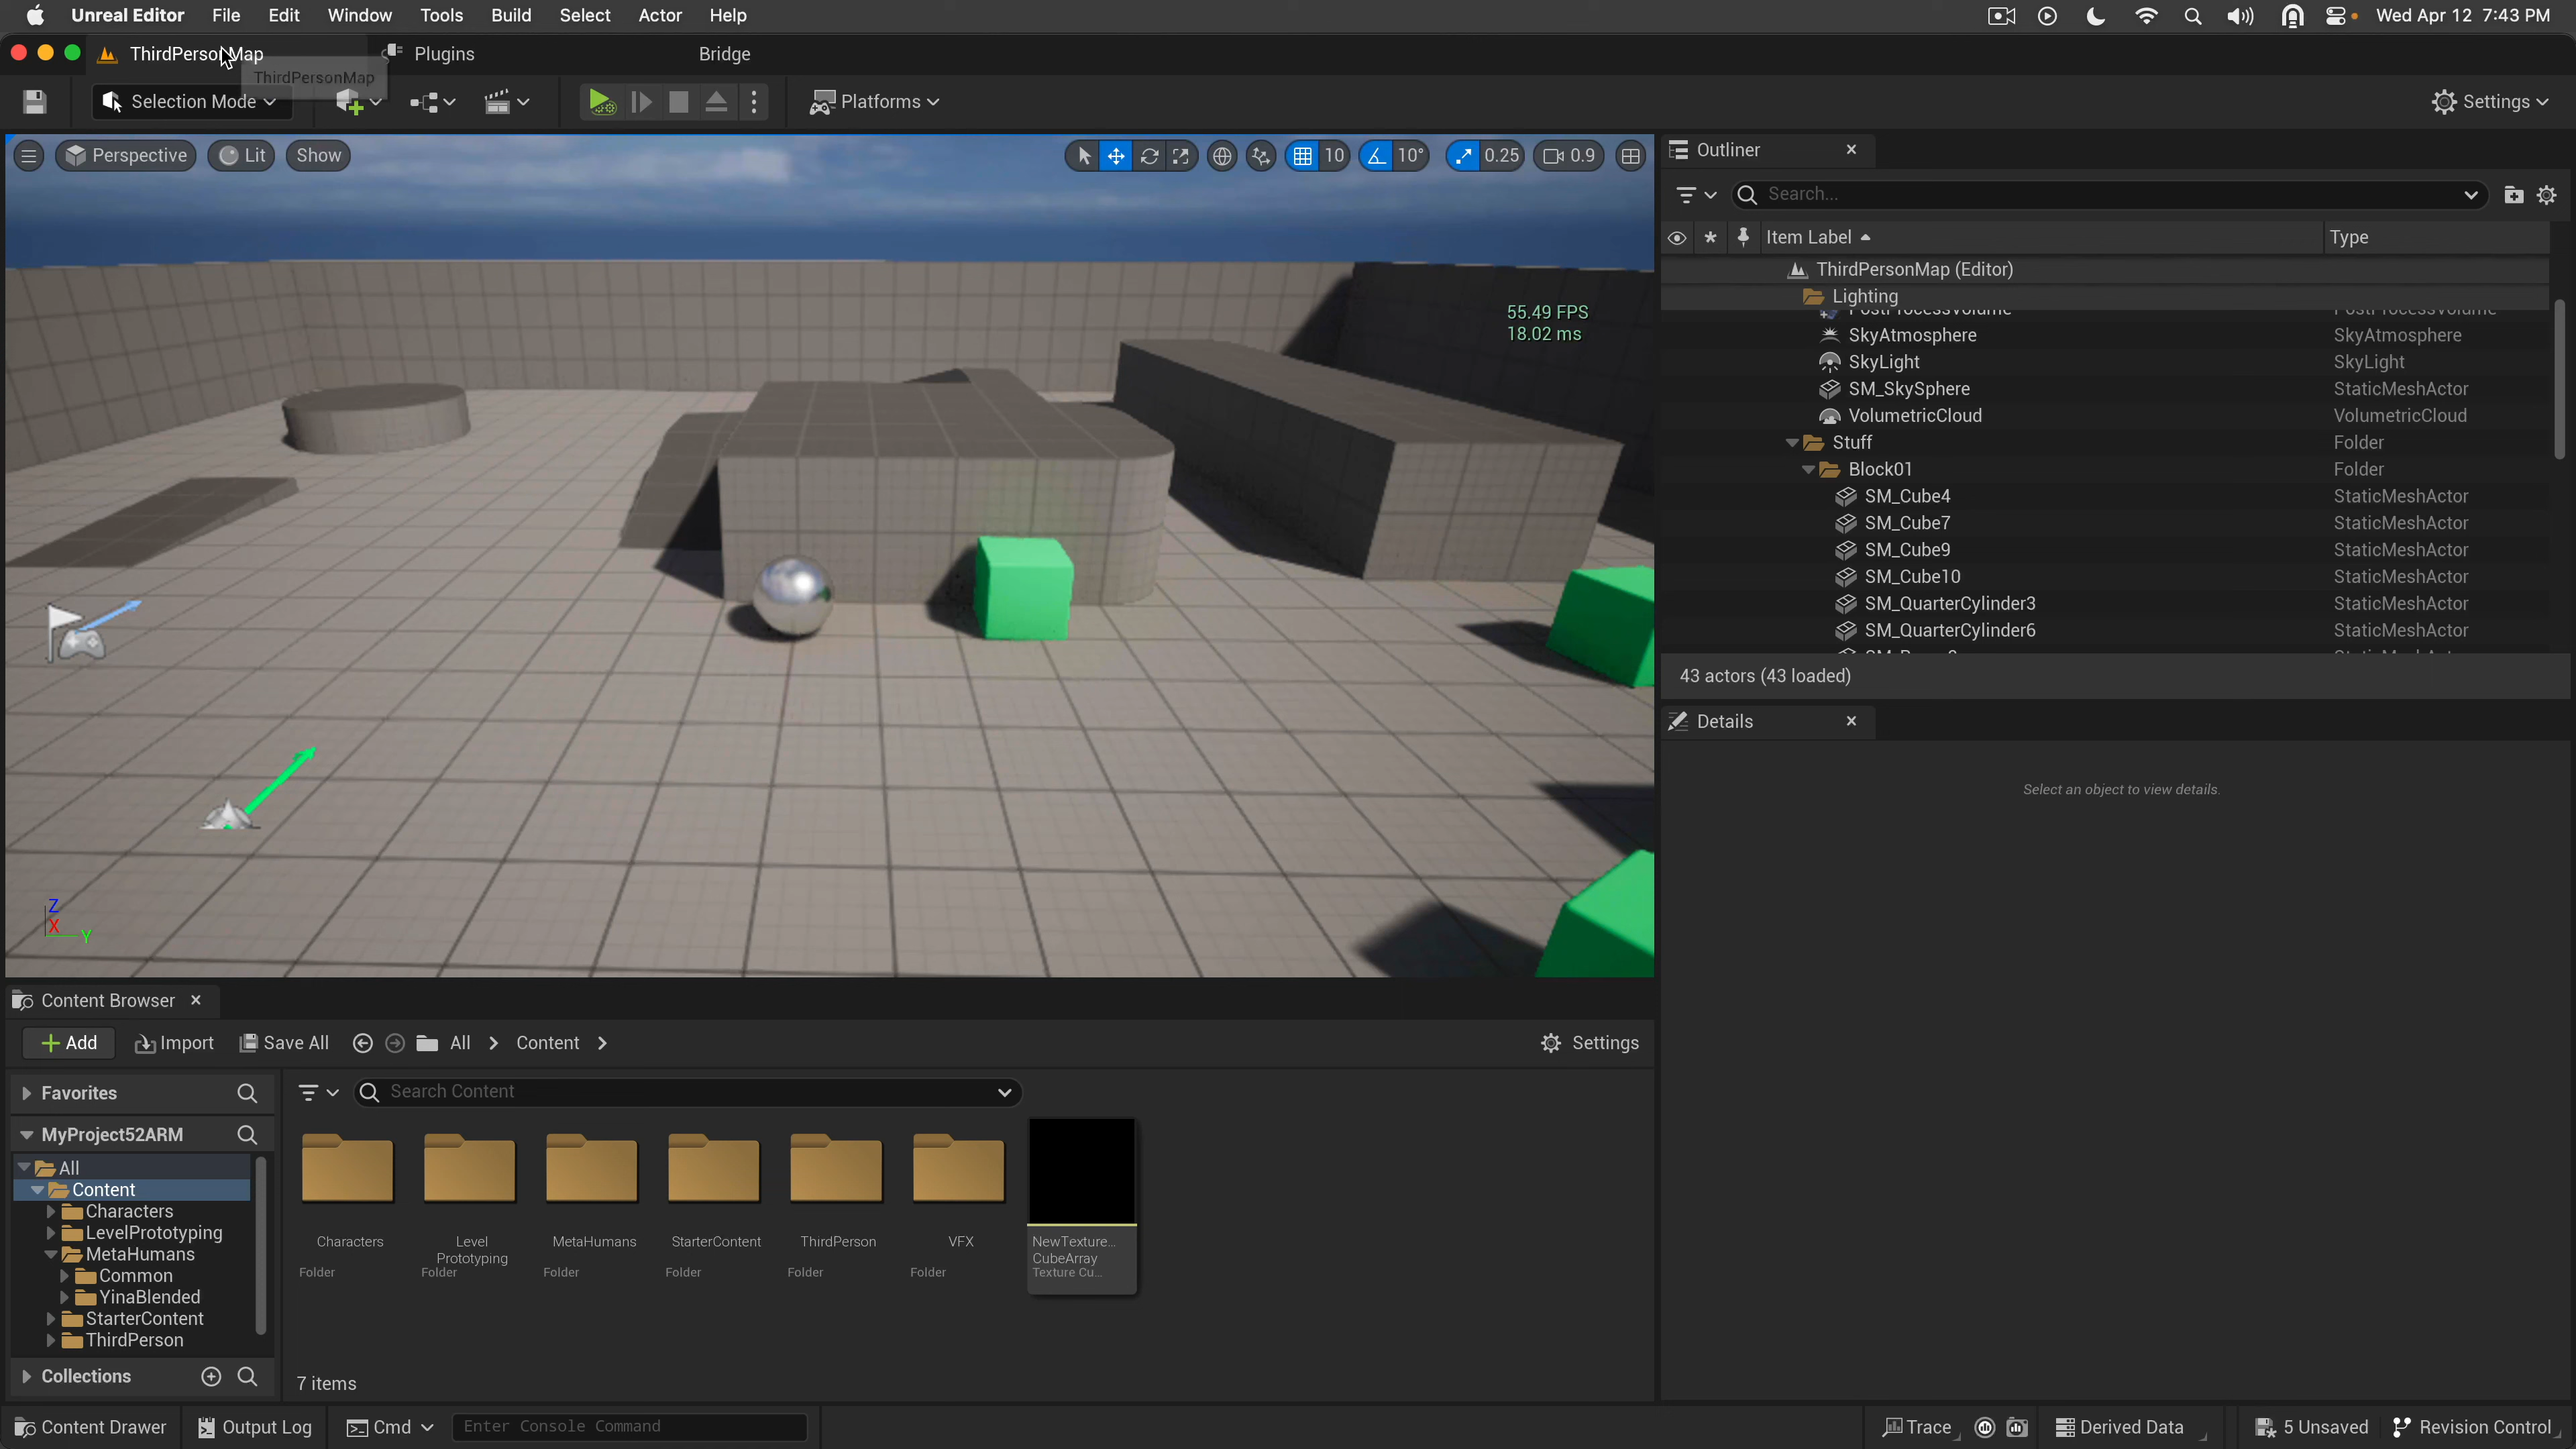 Unreal Editor File Edit Window Tools Build Select Actor Help Wed Apr 12 7:43 PM
ThirdPersonMap Plugins Bridge
ThirdPersonMap
Selection Mode Platforms Settings
Perspective Lit Show 10 10° 0.25 0.9
55.49 FPS
18.02 ms
Z
X
Y
Outliner
Search...
Item Label Type
ThirdPersonMap (Editor)
Lighting
PostProcessVolume PostProcessVolume
SkyAtmosphere SkyAtmosphere
SkyLight SkyLight
SM_SkySphere StaticMeshActor
VolumetricCloud VolumetricCloud
Stuff Folder
Block01 Folder
SM_Cube4 StaticMeshActor
SM_Cube7 StaticMeshActor
SM_Cube9 StaticMeshActor
SM_Cube10 StaticMeshActor
SM_QuarterCylinder3 StaticMeshActor
SM_QuarterCylinder6 StaticMeshActor
43 actors (43 loaded)
Details
Select an object to view details.
Content Browser
Add Import Save All All Content Settings
Favorites
Search Content
MyProject52ARM
All
Content
Characters
LevelPrototyping
MetaHumans
Common
YinaBlended
StarterContent
ThirdPerson
Collections
Characters
Folder
Level
Prototyping
Folder
MetaHumans
Folder
StarterContent
Folder
ThirdPerson
Folder
VFX
Folder
NewTexture...
CubeArray
Texture Cu...
7 items
Content Drawer Output Log Cmd Enter Console Command Trace Derived Data 5 Unsaved Revision Control